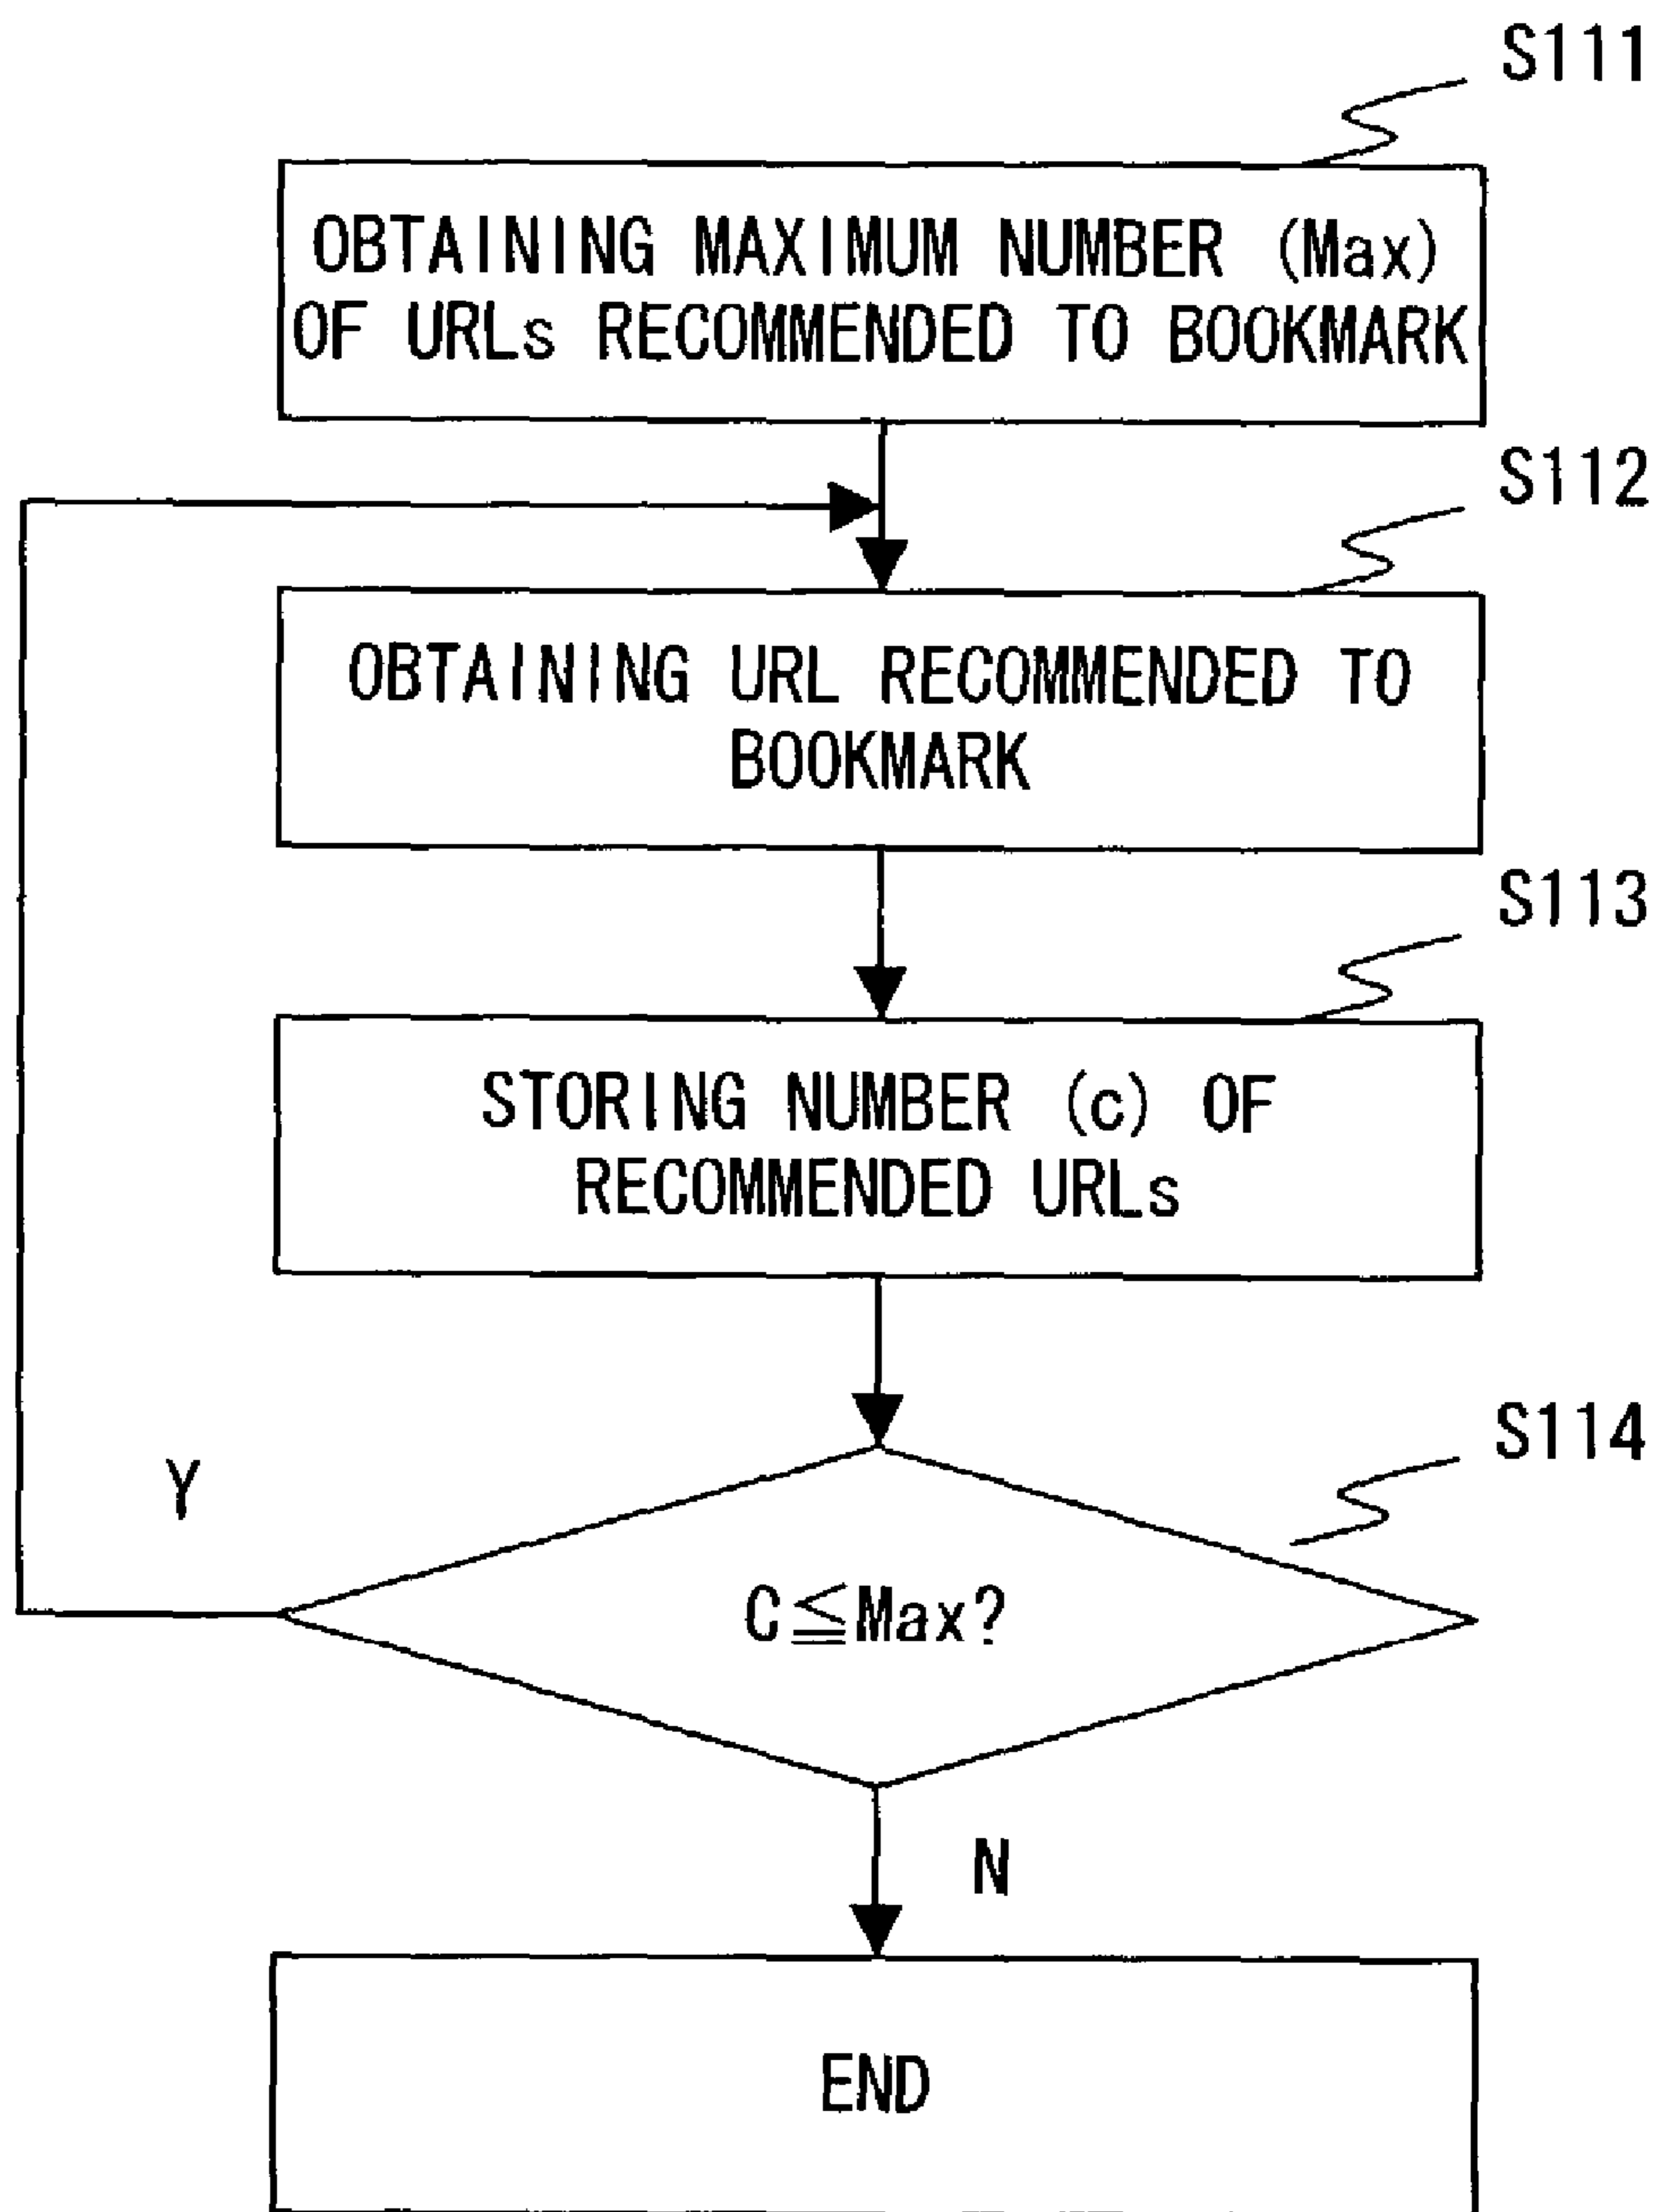 S111
OBTAINING MAXIMUM NUMBER (Max)
OF URLs RECOMMENDED TO BOOKMARK
S112
OBTAINING URL RECOMMENDED TO
BOOKMARK
S113
STORING NUMBER (c) OF
RECOMMENDED URLs
S114
Y
C≦Max?
N
END